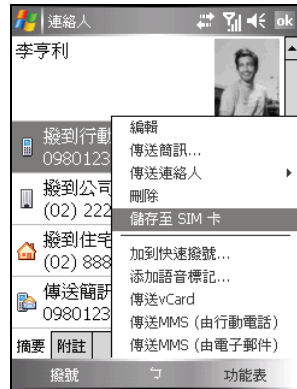 連絡人
ok
李亨利
撥到行動
0980123
撥到公司
(02) 222
撥到住宅
(02) 888
傳送簡訊
0980123
編輯
傳送簡訊...
傳送連絡人
刪除
儲存至 SIM 卡
加到快速撥號...
添加語音標記...
傳送vCard
傳送MMS (由行動電話)
傳送MMS (由電子郵件)
摘要 附註
撥號
功能表